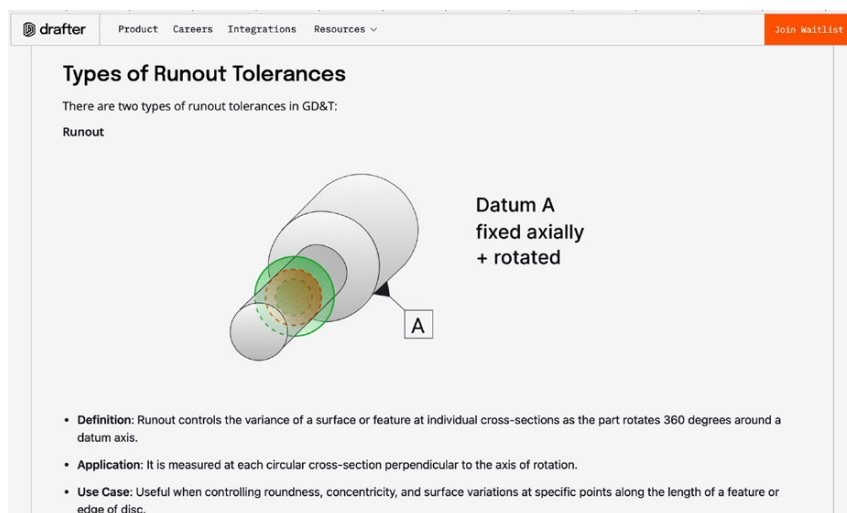 drafter Product Careers Integrations Resources Join Waitlist
Types of Runout Tolerances
There are two types of runout tolerances in GD&T:
Runout
Datum A
fixed axially
+ rotated
A
• Definition: Runout controls the variance of a surface or feature at individual cross-sections as the part rotates 360 degrees around a
datum axis.
• Application: It is measured at each circular cross-section perpendicular to the axis of rotation.
• Use Case: Useful when controlling roundness, concentricity, and surface variations at specific points along the length of a feature or
edge of disc.